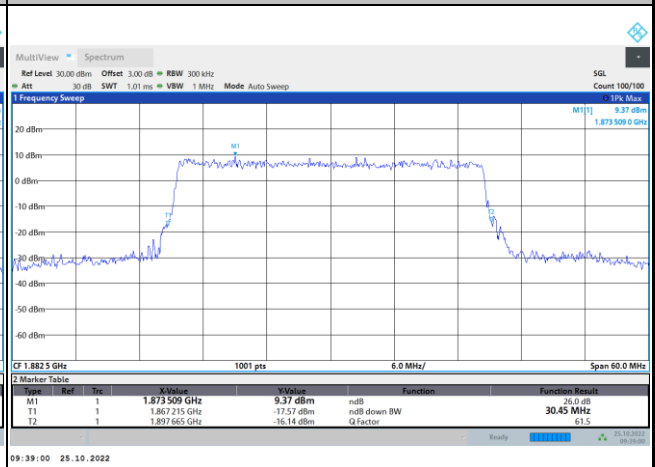 MultiView Spectrum
Ref Level 30.00 dBm Offset 3.00 dB RBW 300 kHz SGL
Att 30 dB SWT 1.01 ms VBW 1 MHz Mode Auto Sweep Count 100/100
1 Frequency Sweep 1Pk Max
M1[1] 9.37 dBm
1.873 509 0 GHz
20 dBm
M1
10 dBm
0 dBm
-10 dBm
T1 T2
-20 dBm
-30 dBm
-40 dBm
-50 dBm
-60 dBm
CF 1.882 5 GHz 1001 pts 6.0 MHz/ Span 60.0 MHz
2 Marker Table
Type Ref Trc X-Value Y-Value Function Function Result
M1 1 1.873 509 GHz 9.37 dBm ndB 26.0 dB
T1 1 1.867 215 GHz -17.57 dBm ndB down BW 30.45 MHz
T2 1 1.897 665 GHz -16.14 dBm Q Factor 61.5
Ready 25.10.2022
09:39:00
09:39:00 25.10.2022